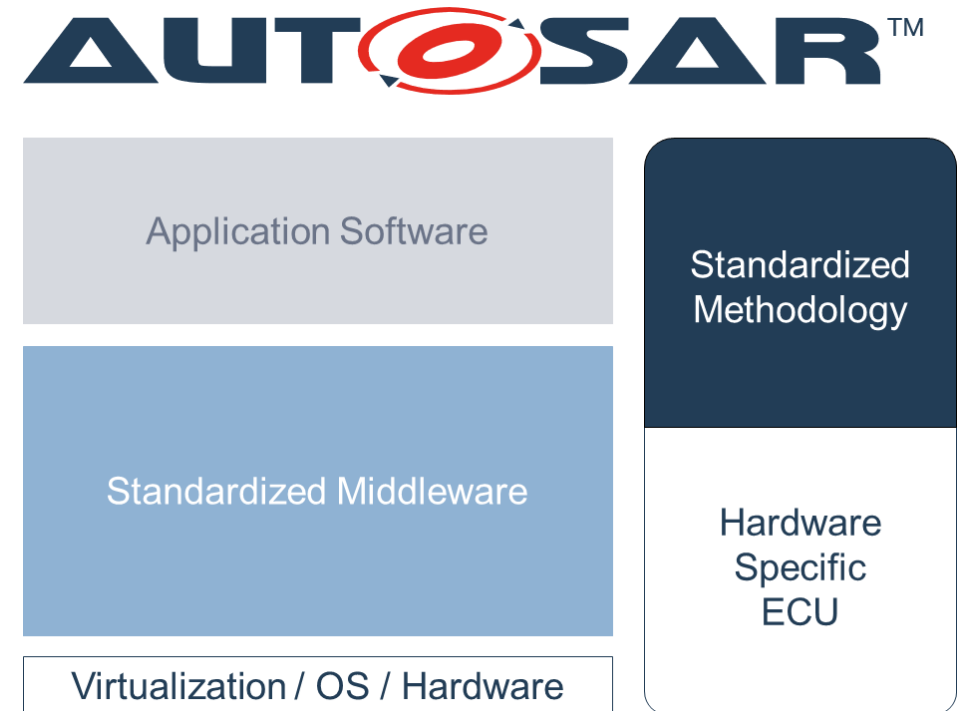 AUTOSAR™
Application Software
Standardized Middleware
Virtualization / OS / Hardware
Standardized
Methodology
Hardware
Specific
ECU